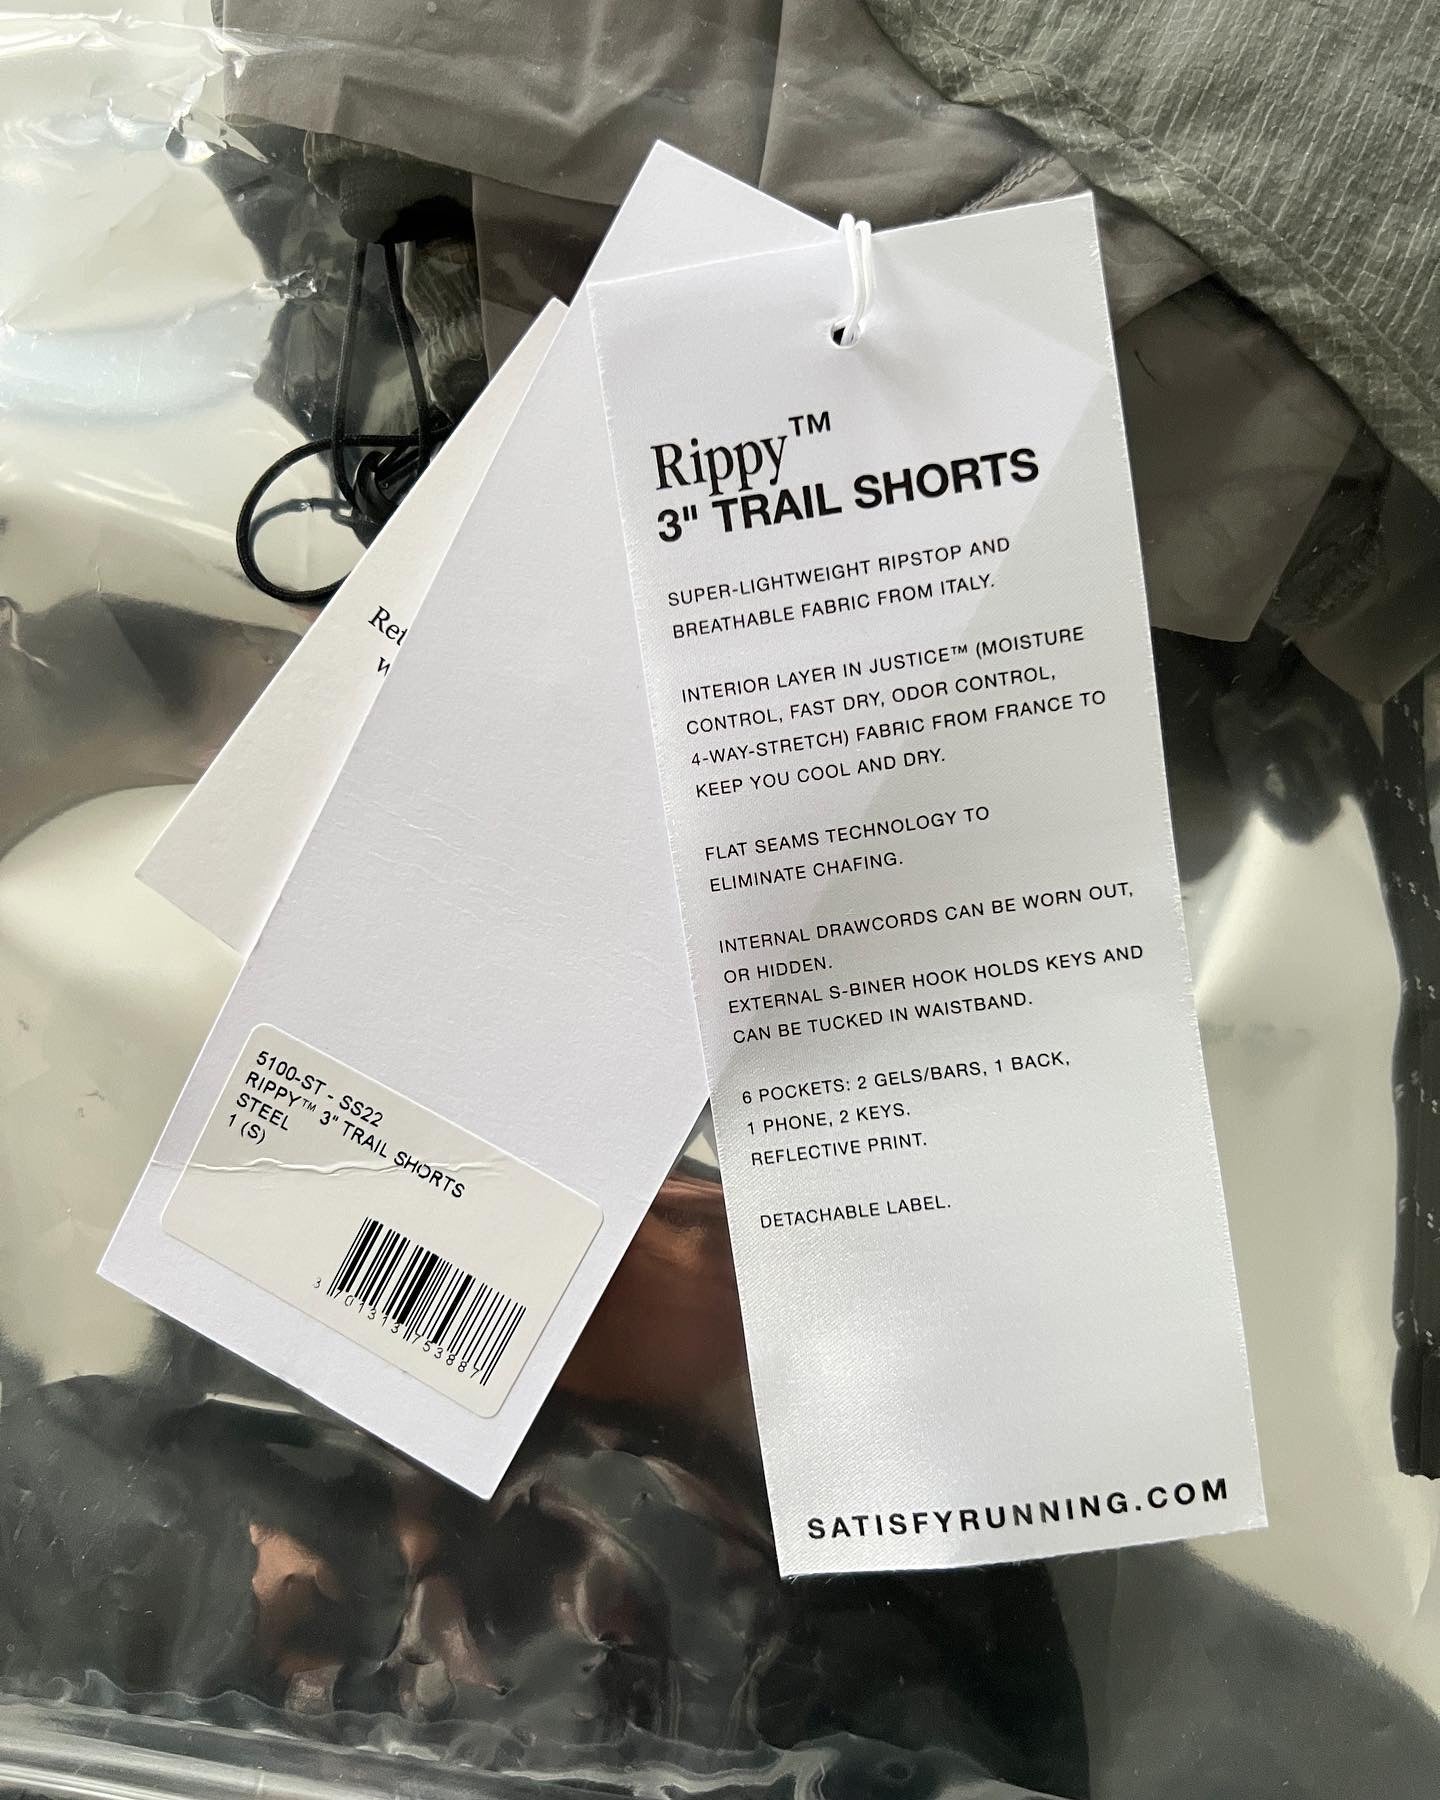 Rippy™
3" TRAIL SHORTS
SUPER-LIGHTWEIGHT RIPSTOP AND
BREATHABLE FABRIC FROM ITALY.
INTERIOR LAYER IN JUSTICE™ (MOISTURE
CONTROL, FAST DRY, ODOR CONTROL,
4-WAY-STRETCH) FABRIC FROM FRANCE TO
KEEP YOU COOL AND DRY.
FLAT SEAMS TECHNOLOGY TO
ELIMINATE CHAFING.
INTERNAL DRAWCORDS CAN BE WORN OUT,
OR HIDDEN.
EXTERNAL S-BINER HOOK HOLDS KEYS AND
CAN BE TUCKED IN WAISTBAND.
6 POCKETS: 2 GELS/BARS, 1 BACK,
1 PHONE, 2 KEYS.
REFLECTIVE PRINT.
DETACHABLE LABEL.
SATISFYRUNNING.COM
5100-ST - SS22
RIPPY™ 3" TRAIL SHORTS
STEEL
1 (S)
3 701313 753887